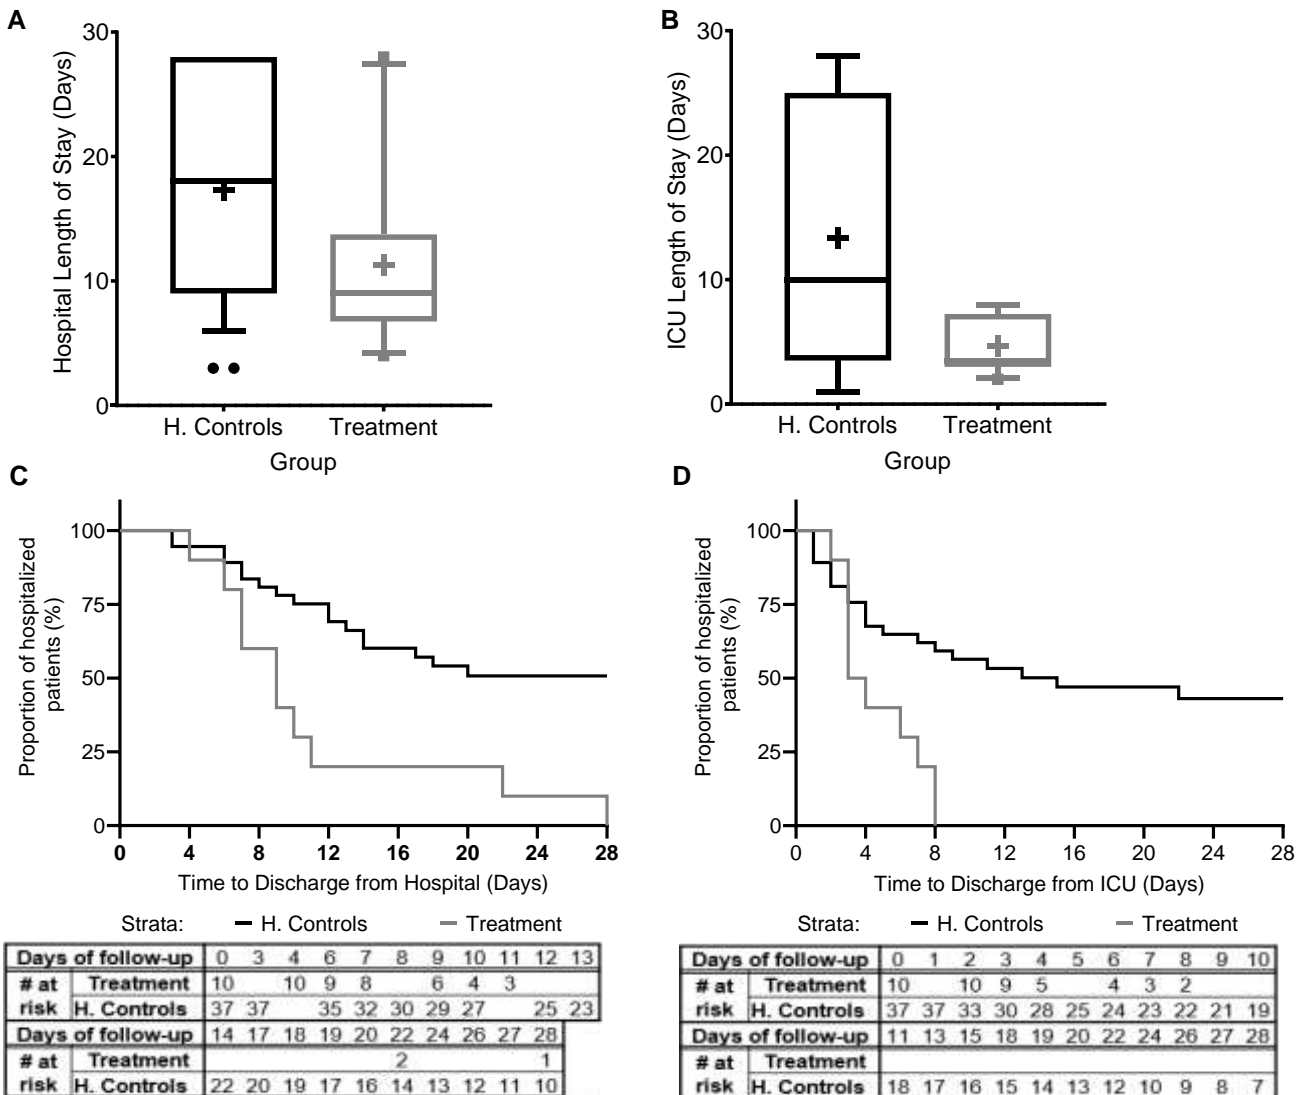 A
30
20
10
0
Hospital Length of Stay (Days)
H. Controls Treatment
Group
B
30
20
10
0
ICU Length of Stay (Days)
H. Controls Treatment
Group
C
100
75
50
25
0
Proportion of hospitalized
patients (%)
0 4 8 12 16 20 24 28
Time to Discharge from Hospital (Days)
Strata: H. Controls Treatment
Days of follow-up 0 3 4 6 7 8 9 10 11 12 13
# at risk Treatment 10 10 9 8 6 4 3
H. Controls 37 37 35 32 30 29 27 25 23
Days of follow-up 14 17 18 19 20 22 24 26 27 28
# at risk Treatment 2 1
H. Controls 22 20 19 17 16 14 13 12 11 10
D
100
75
50
25
0
Proportion of hospitalized
patients (%)
0 4 8 12 16 20 24 28
Time to Discharge from ICU (Days)
Strata: H. Controls Treatment
Days of follow-up 0 1 2 3 4 5 6 7 8 9 10
# at risk Treatment 10 10 9 5 4 3 2
H. Controls 37 37 33 30 28 25 24 23 22 21 19
Days of follow-up 11 13 15 18 19 20 22 24 26 27 28
# at risk Treatment
H. Controls 18 17 16 15 14 13 12 10 9 8 7